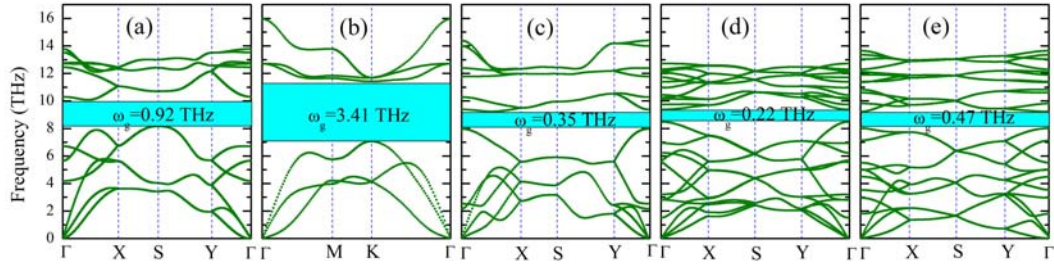 (a) (b) (c) (d) (e)
16
14
12
10
8
6
4
2
0
Frequency (THz)
ω_g=0.92 THz
ω_g=3.41 THz
ω_g=0.35 THz
ω_g=0.22 THz
ω_g=0.47 THz
Γ X S Y Γ
Γ M K Γ
Γ X S Y Γ
Γ X S Y Γ
Γ X S Y Γ